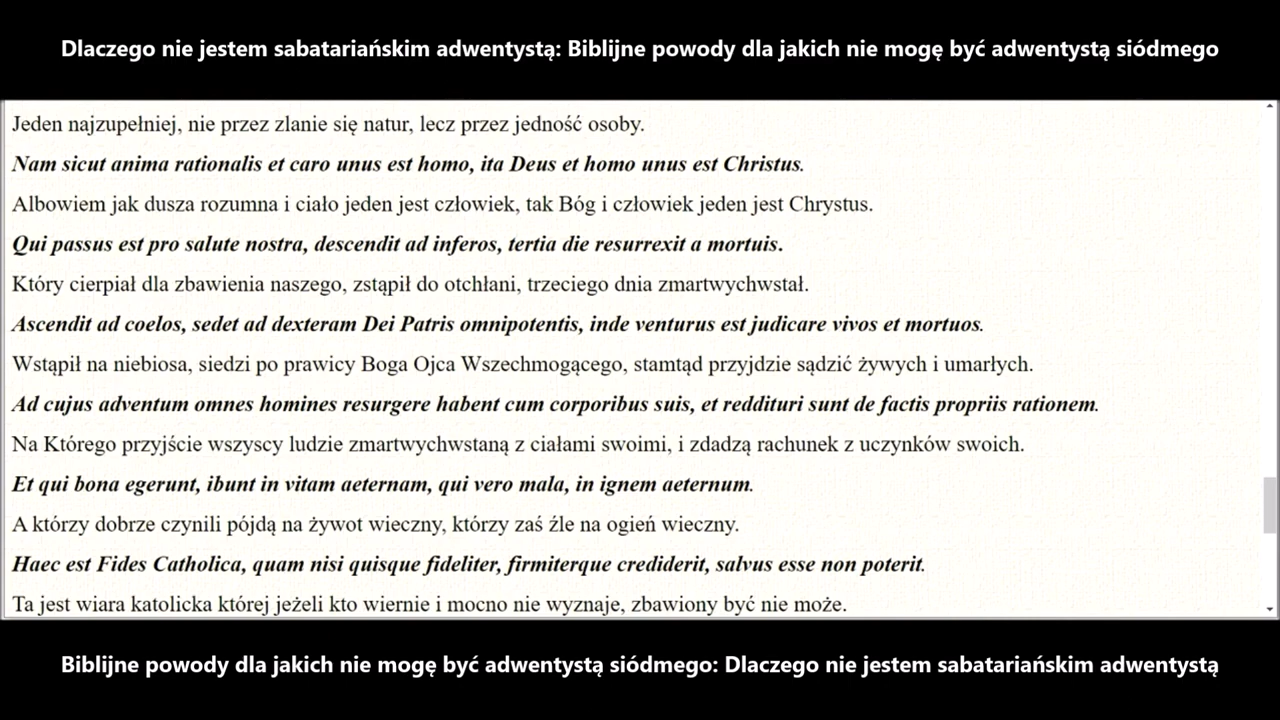 Dlaczego nie jestem sabatariańskim adwentystą: Biblijne powody dla jakich nie mogę być adwentystą siódmego
Jeden najzupełniej, nie przez zlanie się natur, lecz przez jedność osoby.
Nam sicut anima rationalis et caro unus est homo, ita Deus et homo unus est Christus.
Albowiem jak dusza rozumna i ciało jeden jest człowiek, tak Bóg i człowiek jeden jest Chrystus.
Qui passus est pro salute nostra, descendit ad inferos, tertia die resurrexit a mortuis.
Który cierpiał dla zbawienia naszego, zstąpił do otchłani, trzeciego dnia zmartwychwstał.
Ascendit ad coelos, sedet ad dexteram Dei Patris omnipotentis, inde venturus est judicare vivos et mortuos.
Wstąpił na niebiosa, siedzi po prawicy Boga Ojca Wszechmogącego, stamtąd przyjdzie sądzić żywych i umarłych.
Ad cujus adventum omnes homines resurgere habent cum corporibus suis, et reddituri sunt de factis propriis rationem.
Na Którego przyjście wszyscy ludzie zmartwychwstaną z ciałami swoimi, i zdadzą rachunek z uczynków swoich.
Et qui bona egerunt, ibunt in vitam aeternam, qui vero mala, in ignem aeternum.
A którzy dobrze czynili pójdą na żywot wieczny, którzy zaś źle na ogień wieczny.
Haec est Fides Catholica, quam nisi quisque fideliter, firmiterque crediderit, salvus esse non poterit.
Ta jest wiara katolicka której jeżeli kto wiernie i mocno nie wyznaje, zbawiony być nie może.
Biblijne powody dla jakich nie mogę być adwentystą siódmego: Dlaczego nie jestem sabatariańskim adwentystą